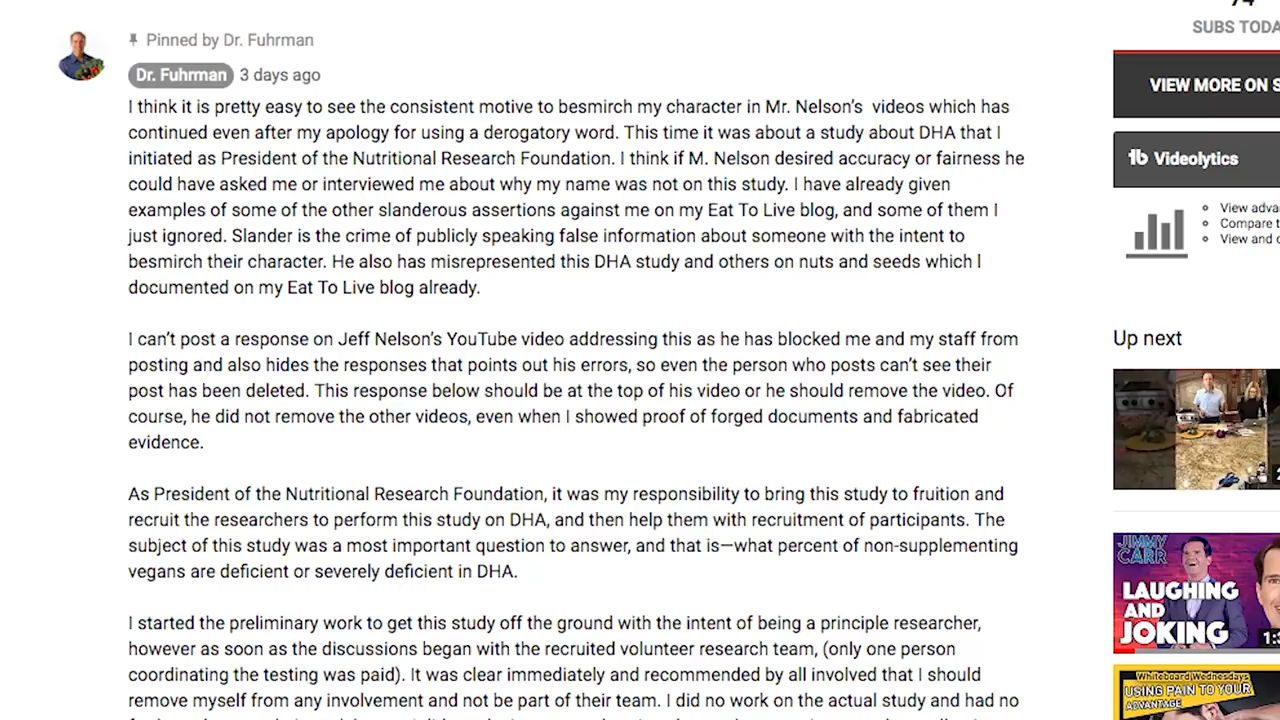 74
SUBS TODA
Pinned by Dr. Fuhrman
Dr. Fuhrman 3 days ago
I think it is pretty easy to see the consistent motive to besmirch my character in Mr. Nelson's videos which has
continued even after my apology for using a derogatory word. This time it was about a study about DHA that I
initiated as President of the Nutritional Research Foundation. I think if M. Nelson desired accuracy or fairness he
could have asked me or interviewed me about why my name was not on this study. I have already given
examples of some of the other slanderous assertions against me on my Eat To Live blog, and some of them I
just ignored. Slander is the crime of publicly speaking false information about someone with the intent to
besmirch their character. He also has misrepresented this DHA study and others on nuts and seeds which I
documented on my Eat To Live blog already.
I can't post a response on Jeff Nelson's YouTube video addressing this as he has blocked me and my staff from
posting and also hides the responses that points out his errors, so even the person who posts can't see their
post has been deleted. This response below should be at the top of his video or he should remove the video. Of
course, he did not remove the other videos, even when I showed proof of forged documents and fabricated
evidence.
As President of the Nutritional Research Foundation, it was my responsibility to bring this study to fruition and
recruit the researchers to perform this study on DHA, and then help them with recruitment of participants. The
subject of this study was a most important question to answer, and that is—what percent of non-supplementing
vegans are deficient or severely deficient in DHA.
I started the preliminary work to get this study off the ground with the intent of being a principle researcher,
however as soon as the discussions began with the recruited volunteer research team, (only one person
coordinating the testing was paid). It was clear immediately and recommended by all involved that I should
remove myself from any involvement and not be part of their team. I did no work on the actual study and had no
VIEW MORE ON S
tb Videolytics
View adva
Compare t
View and c
Up next
JIMMY
CARR
LAUGHING
AND
JOKING
1:3
Whiteboard Wednesdays
USING PAIN TO YOUR
ADVANTAGE